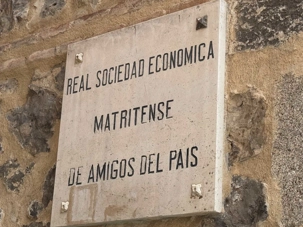 REAL SOCIEDAD ECONOMICA
MATRITENSE
DE AMIGOS DEL PAIS